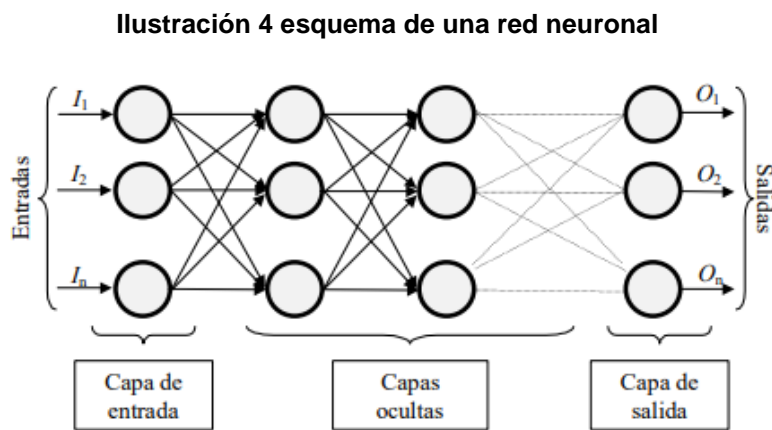 Ilustración 4 esquema de una red neuronal
Entradas
I1
I2
In
O1
O2
On
Salidas
Capa de
entrada
Capas
ocultas
Capa de
salida